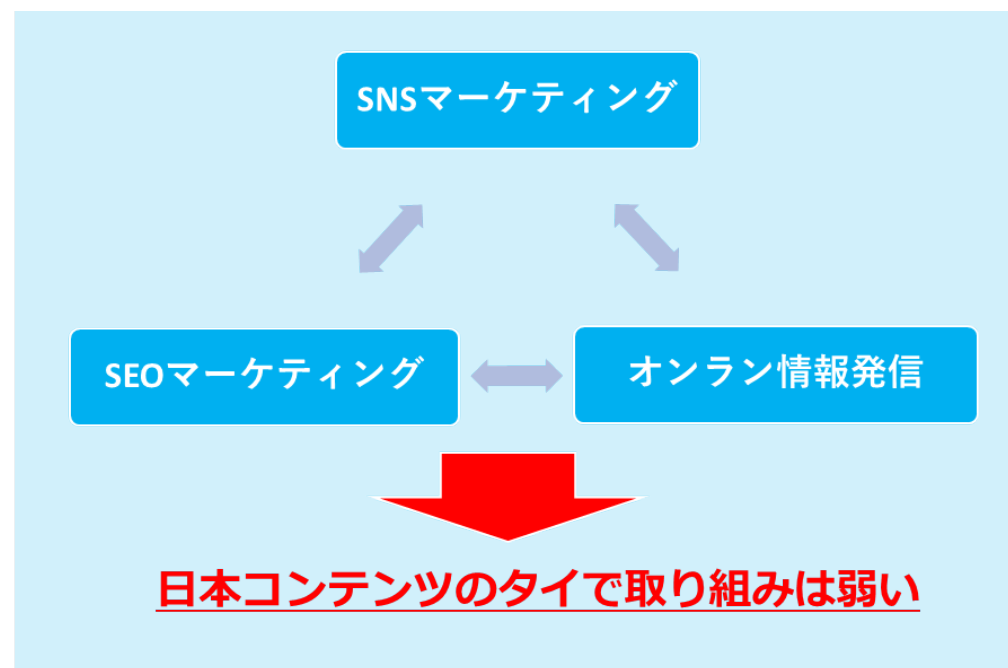 SNSマーケティング
SEOマーケティング
オンラン情報発信
日本コンテンツのタイで取り組みは弱い